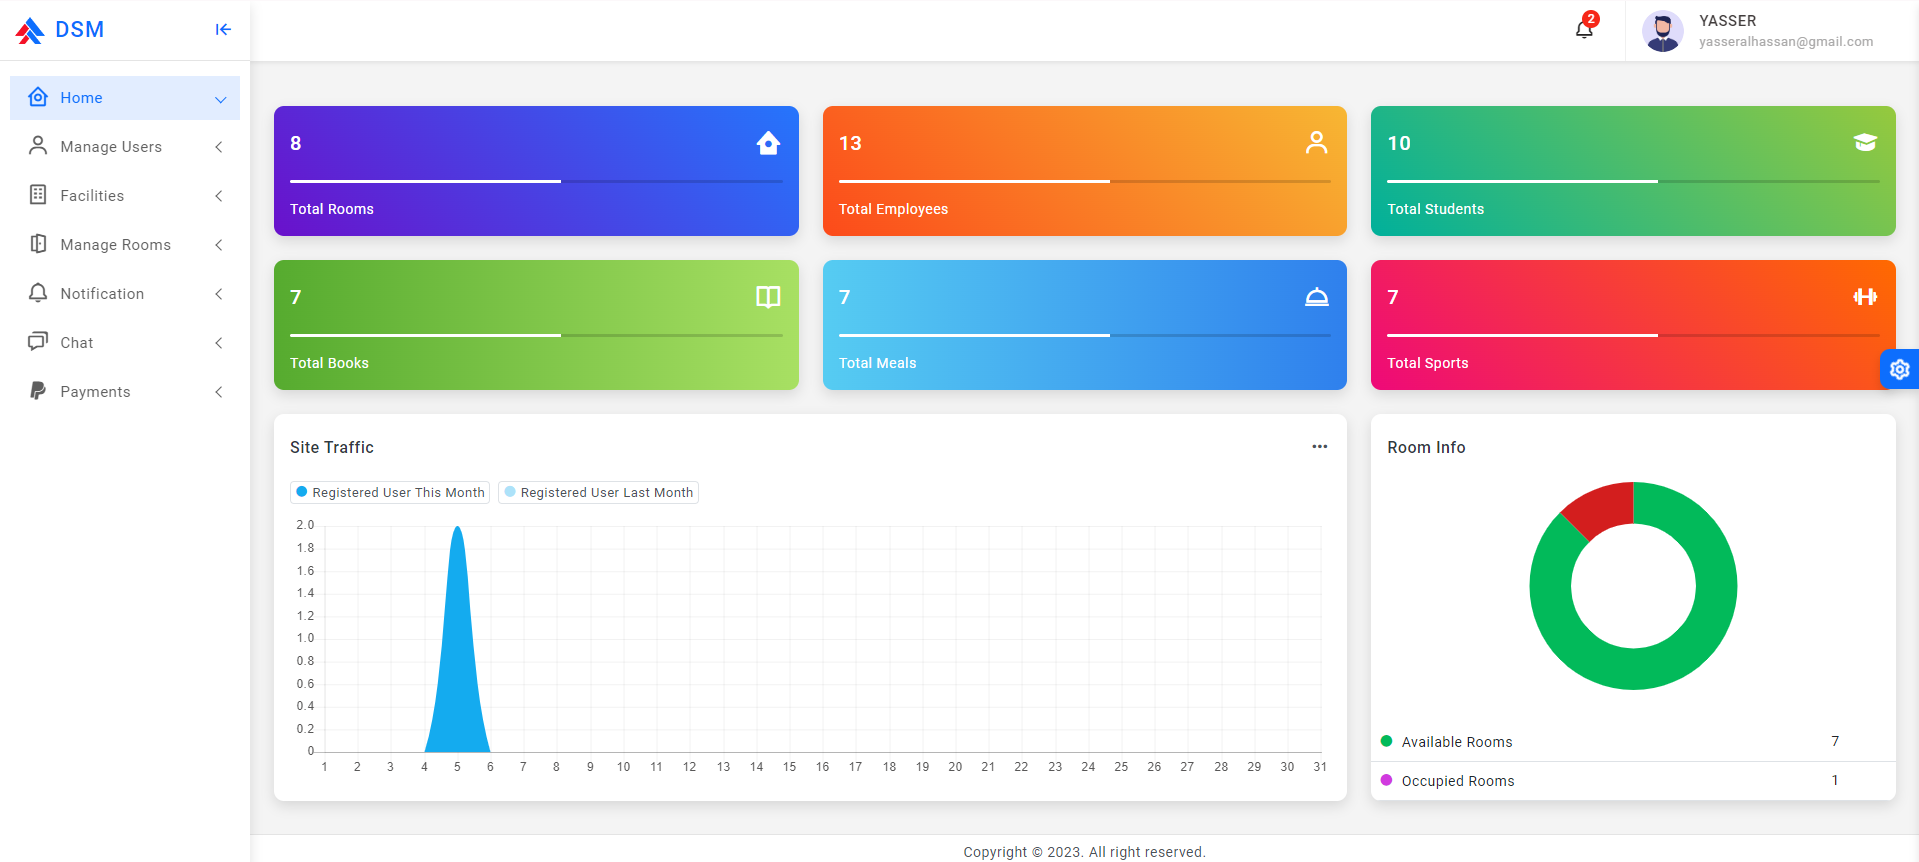 DSM
2
YASSER
yasseralhassan@gmail.com
Home
Manage Users
Facilities
Manage Rooms
Notification
Chat
Payments
8
Total Rooms
13
Total Employees
10
Total Students
7
Total Books
7
Total Meals
7
Total Sports
Site Traffic
Registered User This Month Registered User Last Month
2.0
1.8
1.6
1.4
1.2
1.0
0.8
0.6
0.4
0.2
0
1 2 3 4 5 6 7 8 9 10 11 12 13 14 15 16 17 18 19 20 21 22 23 24 25 26 27 28 29 30 31
Room Info
Available Rooms 7
Occupied Rooms 1
Copyright © 2023. All right reserved.